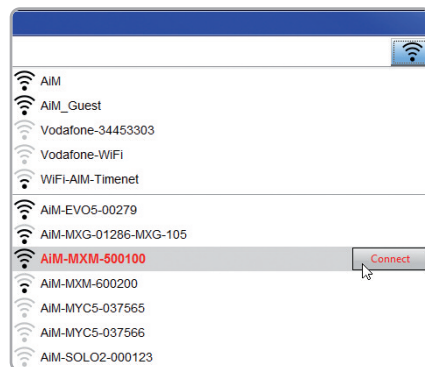 AiM
AiM_Guest
Vodafone-34453303
Vodafone-WiFi
WiFi-AIM-Timenet
AiM-EVO5-00279
AiM-MXG-01286-MXG-105
AiM-MXM-500100 Connect
AiM-MXM-600200
AiM-MYC5-037565
AiM-MYC5-037566
AiM-SOLO2-000123